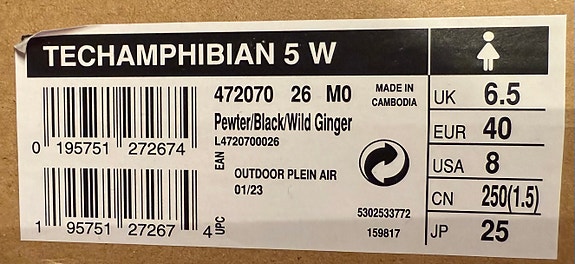 TECHAMPHIBIAN 5 W
472070 26 M0
MADE IN
CAMBODIA
Pewter/Black/Wild Ginger
L4720700026
0 195751 272674
EAN
OUTDOOR PLEIN AIR
01/23
1 95751 27267 4
UPC
5302533772
159817
UK 6.5
EUR 40
USA 8
CN 250(1.5)
JP 25